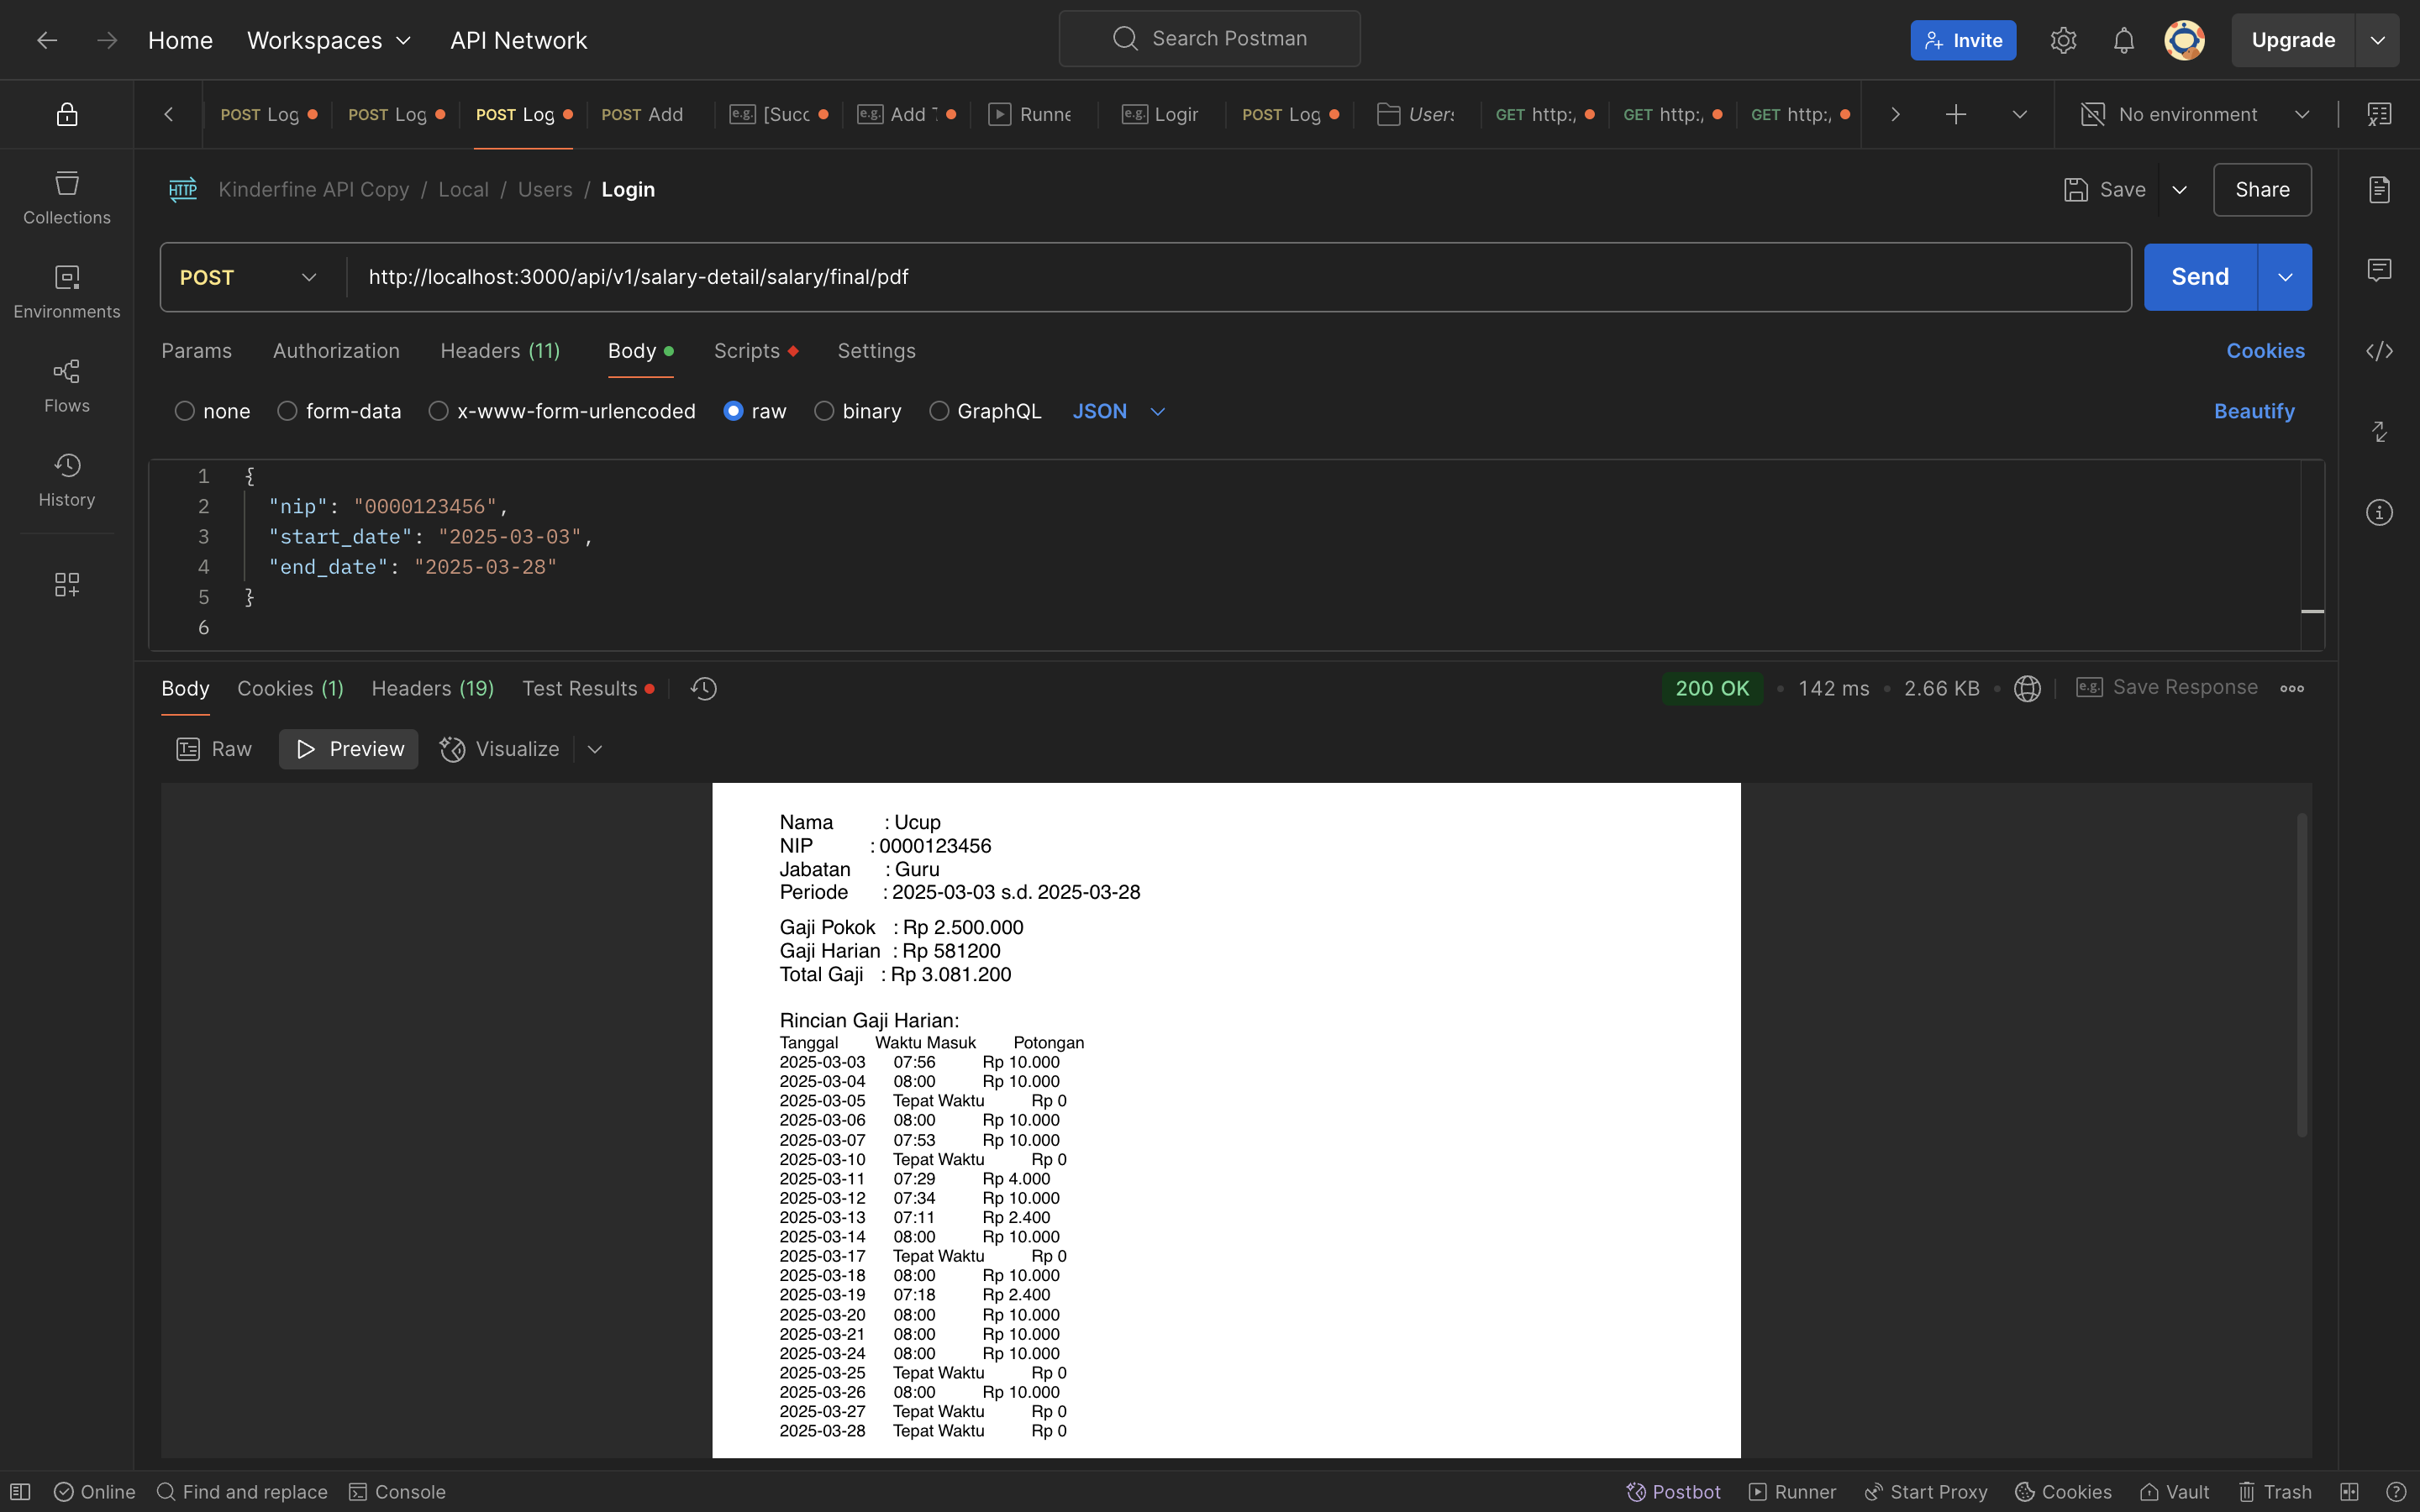 Home Workspaces API Network Search Postman Invite Upgrade
POST Log POST Log POST Log POST Add e.g. [Succ e.g. Add Runne e.g. Logir POST Log Users GET http:/ GET http:/ GET http:/ No environment
HTTP Kinderfine API Copy / Local / Users / Login Save Share
Collections
Environments
Flows
History
POST http://localhost:3000/api/v1/salary-detail/salary/final/pdf Send
Params Authorization Headers (11) Body Scripts Settings Cookies
none form-data x-www-form-urlencoded raw binary GraphQL JSON Beautify
1 {
2 "nip": "0000123456",
3 "start_date": "2025-03-03",
4 "end_date": "2025-03-28"
5 }
6
Body Cookies (1) Headers (19) Test Results 200 OK • 142 ms • 2.66 KB • e.g. Save Response
Raw Preview Visualize
Nama : Ucup
NIP : 0000123456
Jabatan : Guru
Periode : 2025-03-03 s.d. 2025-03-28
Gaji Pokok : Rp 2.500.000
Gaji Harian : Rp 581200
Total Gaji : Rp 3.081.200
Rincian Gaji Harian:
Tanggal Waktu Masuk Potongan
2025-03-03 07:56 Rp 10.000
2025-03-04 08:00 Rp 10.000
2025-03-05 Tepat Waktu Rp 0
2025-03-06 08:00 Rp 10.000
2025-03-07 07:53 Rp 10.000
2025-03-10 Tepat Waktu Rp 0
2025-03-11 07:29 Rp 4.000
2025-03-12 07:34 Rp 10.000
2025-03-13 07:11 Rp 2.400
2025-03-14 08:00 Rp 10.000
2025-03-17 Tepat Waktu Rp 0
2025-03-18 08:00 Rp 10.000
2025-03-19 07:18 Rp 2.400
2025-03-20 08:00 Rp 10.000
2025-03-21 08:00 Rp 10.000
2025-03-24 08:00 Rp 10.000
2025-03-25 Tepat Waktu Rp 0
2025-03-26 08:00 Rp 10.000
2025-03-27 Tepat Waktu Rp 0
2025-03-28 Tepat Waktu Rp 0
Online Find and replace Console Postbot Runner Start Proxy Cookies Vault Trash